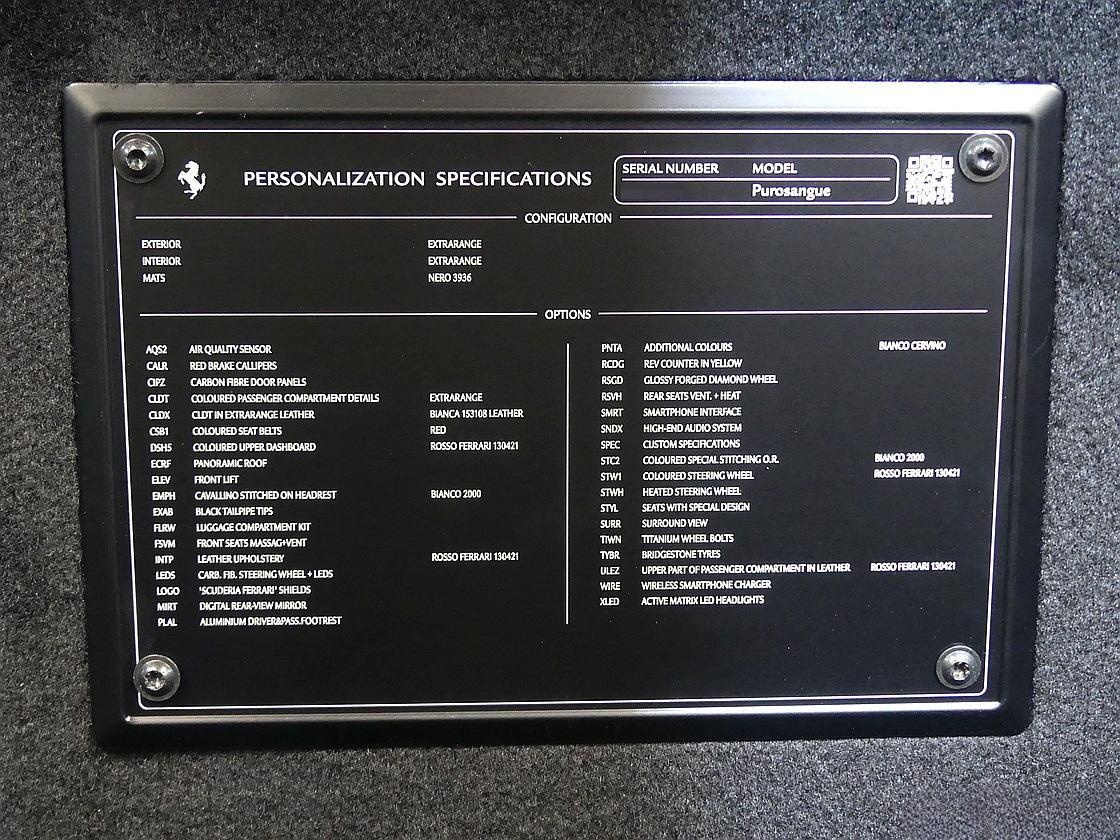 PERSONALIZATION SPECIFICATIONS
SERIAL NUMBER MODEL
Purosangue
CONFIGURATION
EXTERIOR EXTRARANGE
INTERIOR EXTRARANGE
MATS NERO 3936
OPTIONS
AQS2 AIR QUALITY SENSOR
CALR RED BRAKE CALLIPERS
CIPZ CARBON FIBRE DOOR PANELS
CLDT COLOURED PASSENGER COMPARTMENT DETAILS EXTRARANGE
CLDX CLDT IN EXTRARANGE LEATHER BIANCA 153108 LEATHER
CSB1 COLOURED SEAT BELTS RED
DSH5 COLOURED UPPER DASHBOARD ROSSO FERRARI 130421
ECRF PANORAMIC ROOF
ELEV FRONT LIFT
EMPH CAVALLINO STITCHED ON HEADREST BIANCO 2000
EXAB BLACK TAILPIPE TIPS
FLRW LUGGAGE COMPARTMENT KIT
FSVM FRONT SEATS MASSAG+VENT
INTP LEATHER UPHOLSTERY ROSSO FERRARI 130421
LEDS CARB. FIB. STEERING WHEEL + LEDS
LOGO 'SCUDERIA FERRARI' SHIELDS
MIRT DIGITAL REAR-VIEW MIRROR
PLAL ALUMINIUM DRIVER&PASS.FOOTREST
PNTA ADDITIONAL COLOURS BIANCO CERVINO
RCDG REV COUNTER IN YELLOW
RSGD GLOSSY FORGED DIAMOND WHEEL
RSVH REAR SEATS VENT. + HEAT
SMRT SMARTPHONE INTERFACE
SNDX HIGH-END AUDIO SYSTEM
SPEC CUSTOM SPECIFICATIONS
STC2 COLOURED SPECIAL STITCHING O.R. BIANCO 2000
STW1 COLOURED STEERING WHEEL ROSSO FERRARI 130421
STWH HEATED STEERING WHEEL
STYL SEATS WITH SPECIAL DESIGN
SURR SURROUND VIEW
TIWN TITANIUM WHEEL BOLTS
TYBR BRIDGESTONE TYRES
ULEZ UPPER PART OF PASSENGER COMPARTMENT IN LEATHER ROSSO FERRARI 130421
WIRE WIRELESS SMARTPHONE CHARGER
XLED ACTIVE MATRIX LED HEADLIGHTS